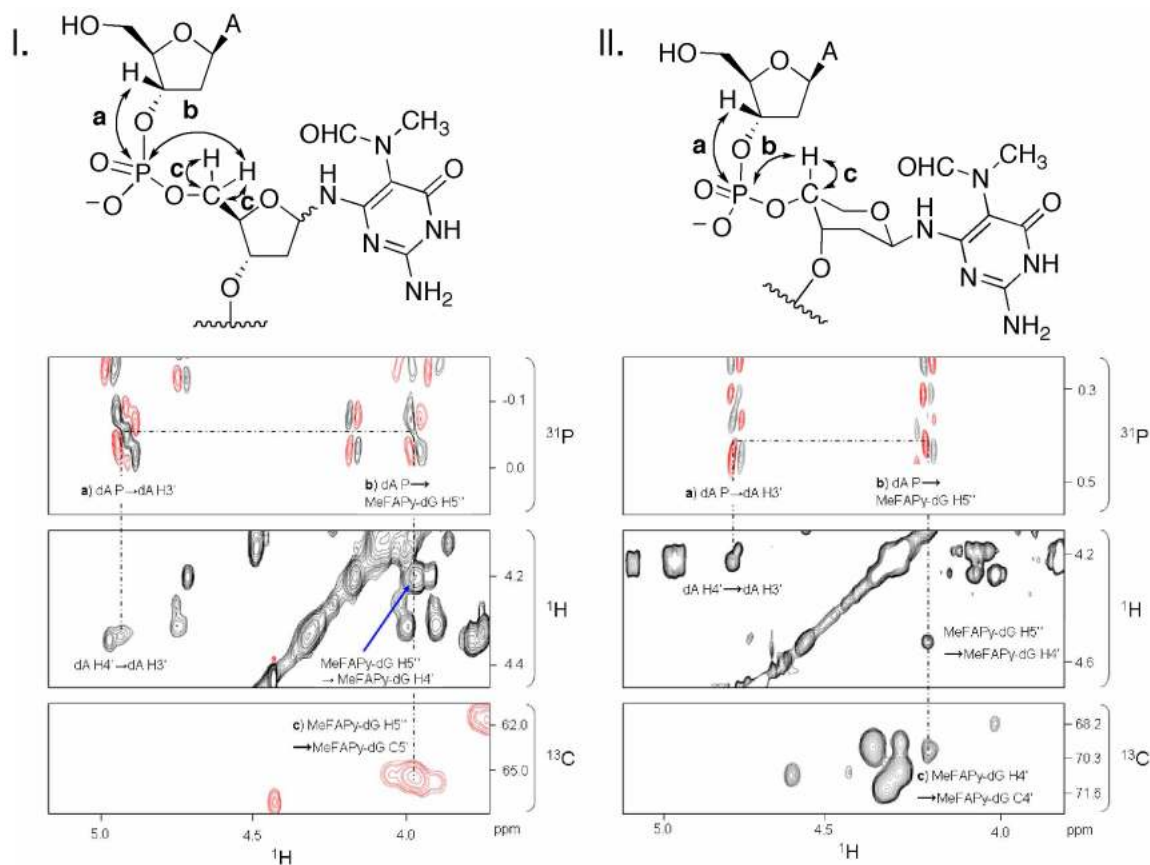 I.
HO
O
A
H
b
a
O
OHC
N
CH3
O
P
−O
O
C
H
H
c
c
O
H
N
O
N
NH
N
NH2
O
-0.1
0.0
31P
a) dA P→dA H3'
b) dA P→
MeFAPy-dG H5''
4.2
4.4
1H
dA H4'→dA H3'
MeFAPy-dG H5''
→ MeFAPy-dG H4'
62.0
65.0
13C
c) MeFAPy-dG H5''
→MeFAPy-dG C5'
5.0
4.5
4.0
ppm
1H
II.
HO
O
A
H
a
O
b
OHC
N
CH3
O
P
−O
O
H
c
O
H
N
O
N
NH
N
NH2
O
0.3
0.5
31P
a) dA P→dA H3'
b) dA P→
MeFAPy-dG H5''
4.2
4.6
1H
dA H4'→dA H3'
MeFAPy-dG H5''
→MeFAPy-dG H4'
68.2
70.3
71.6
13C
c) MeFAPy-dG H4'
→MeFAPy-dG C4'
5.0
4.5
4.0
ppm
1H